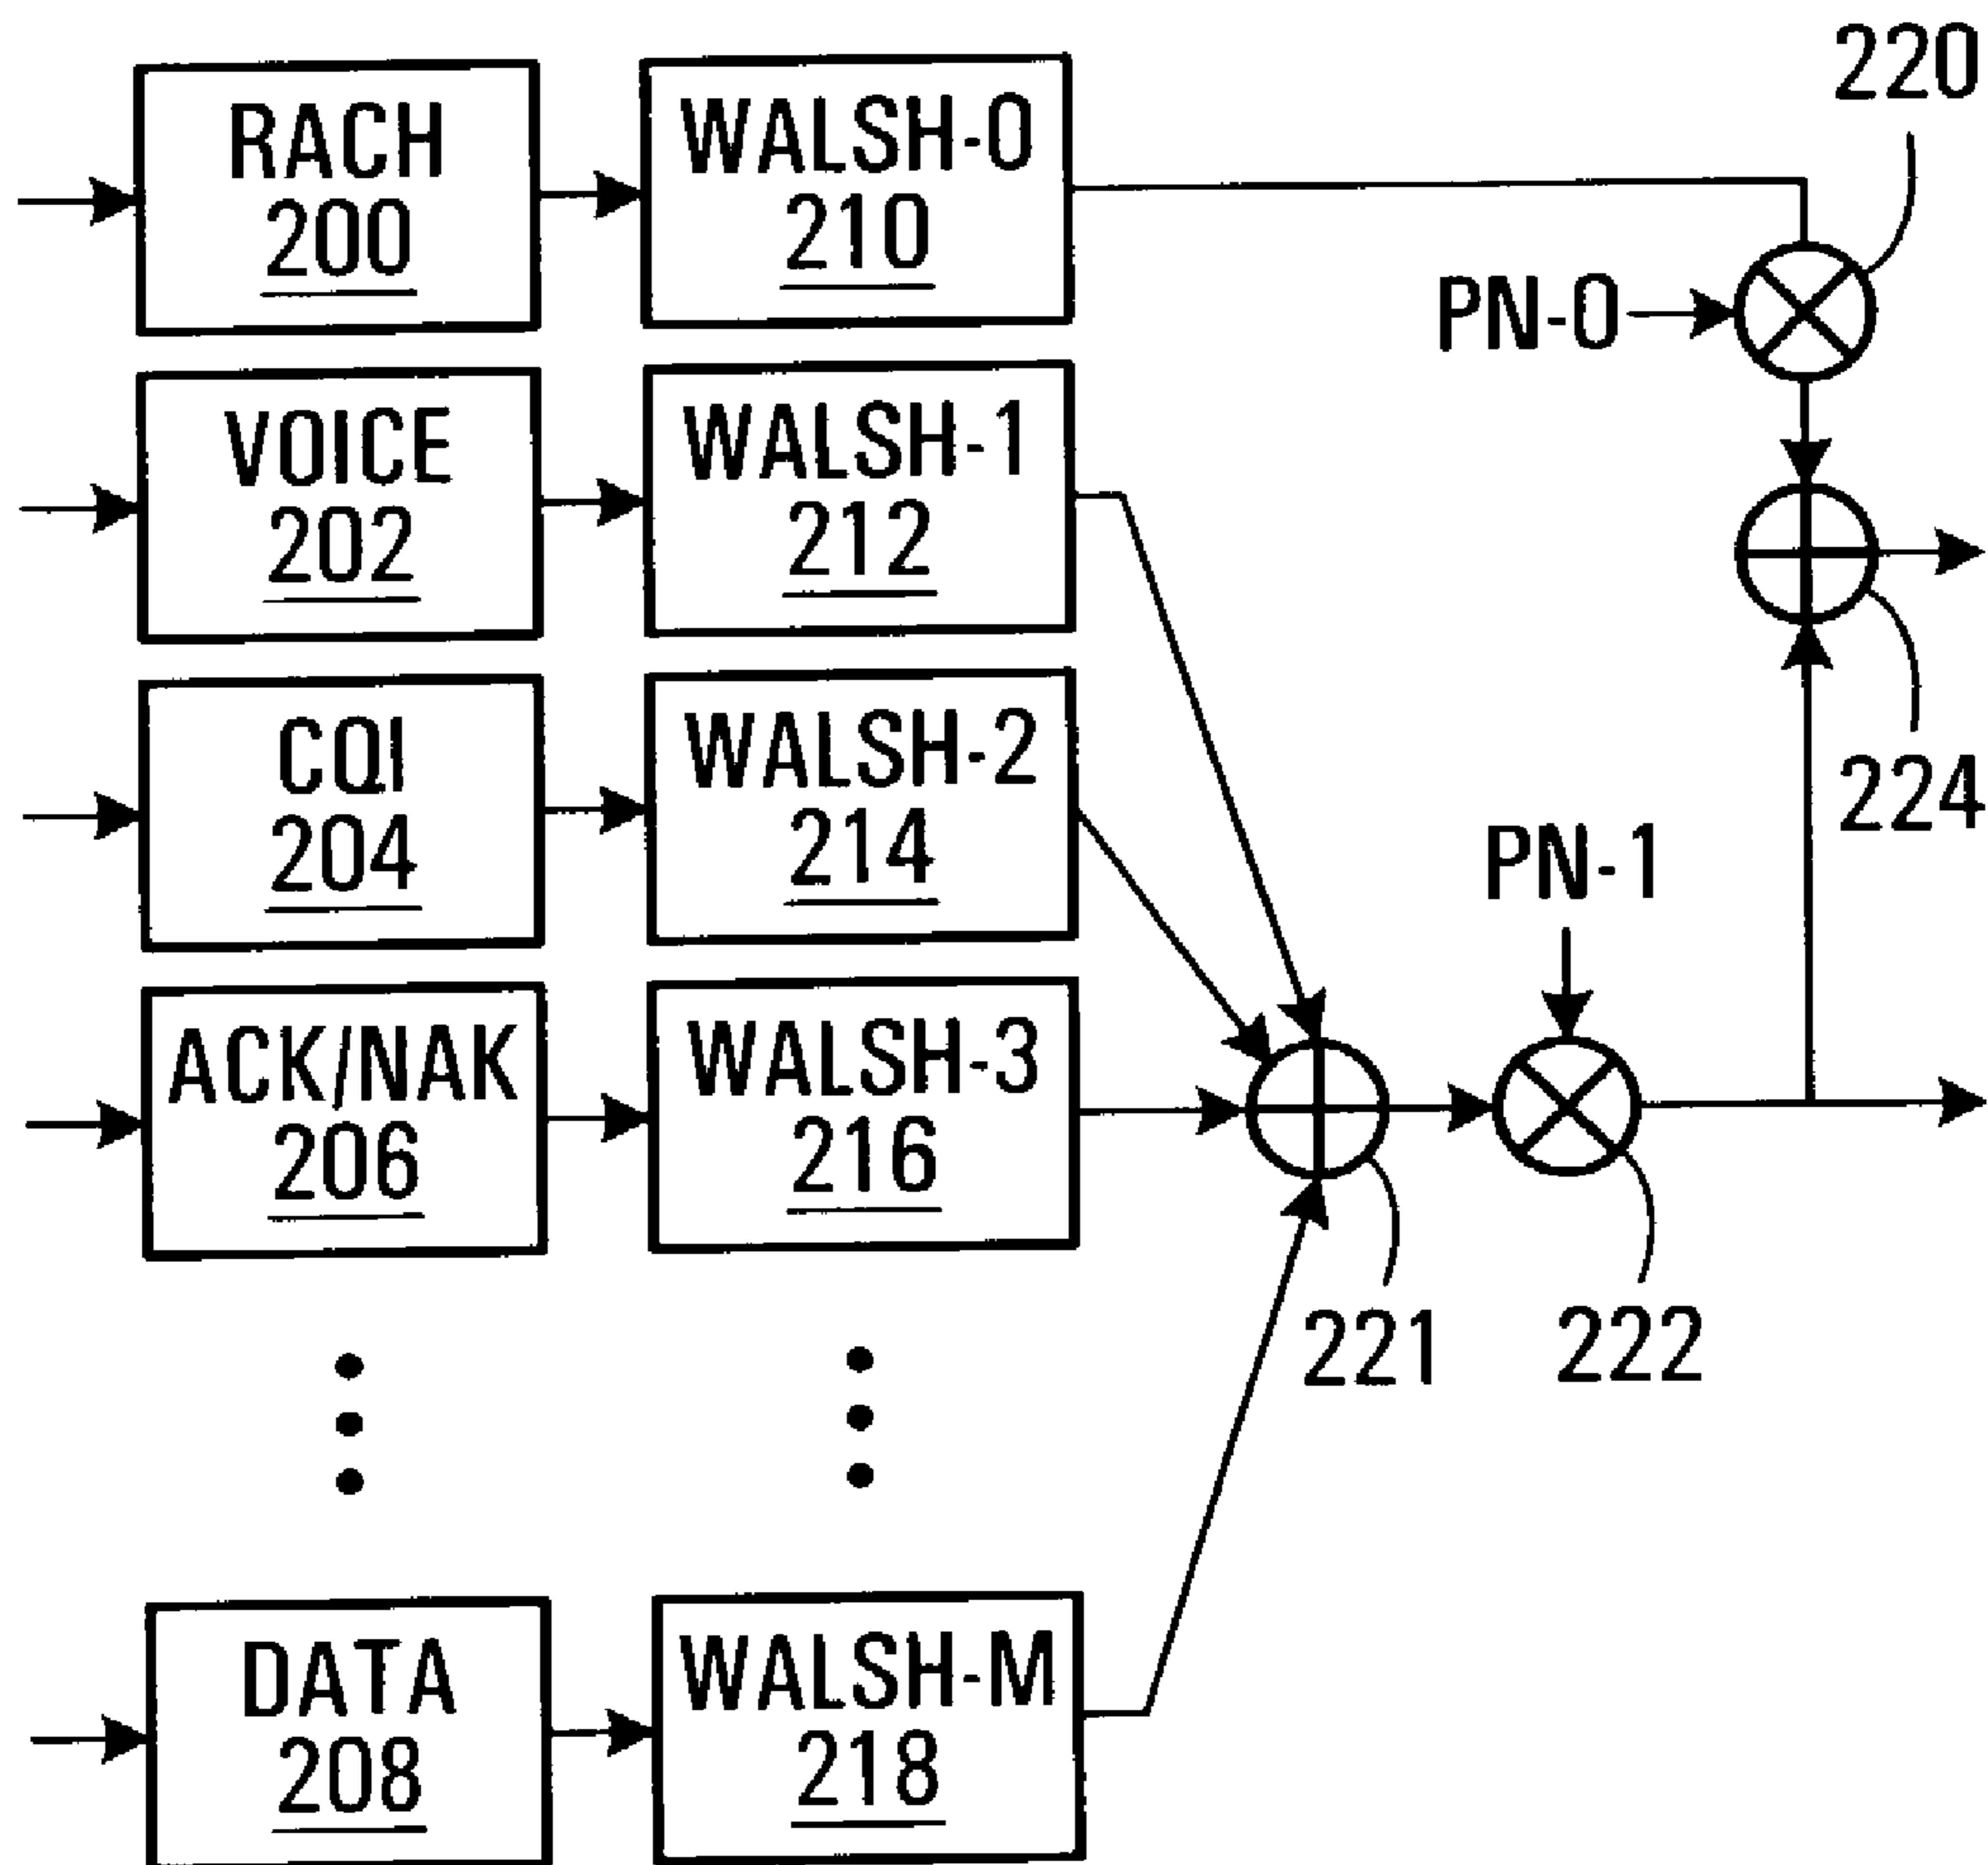 220
RACH
200
WALSH-0
210
PN-0
VOICE
202
WALSH-1
212
CQI
204
WALSH-2
214
224
PN-1
ACK/NAK
206
WALSH-3
216
221
222
DATA
208
WALSH-M
218